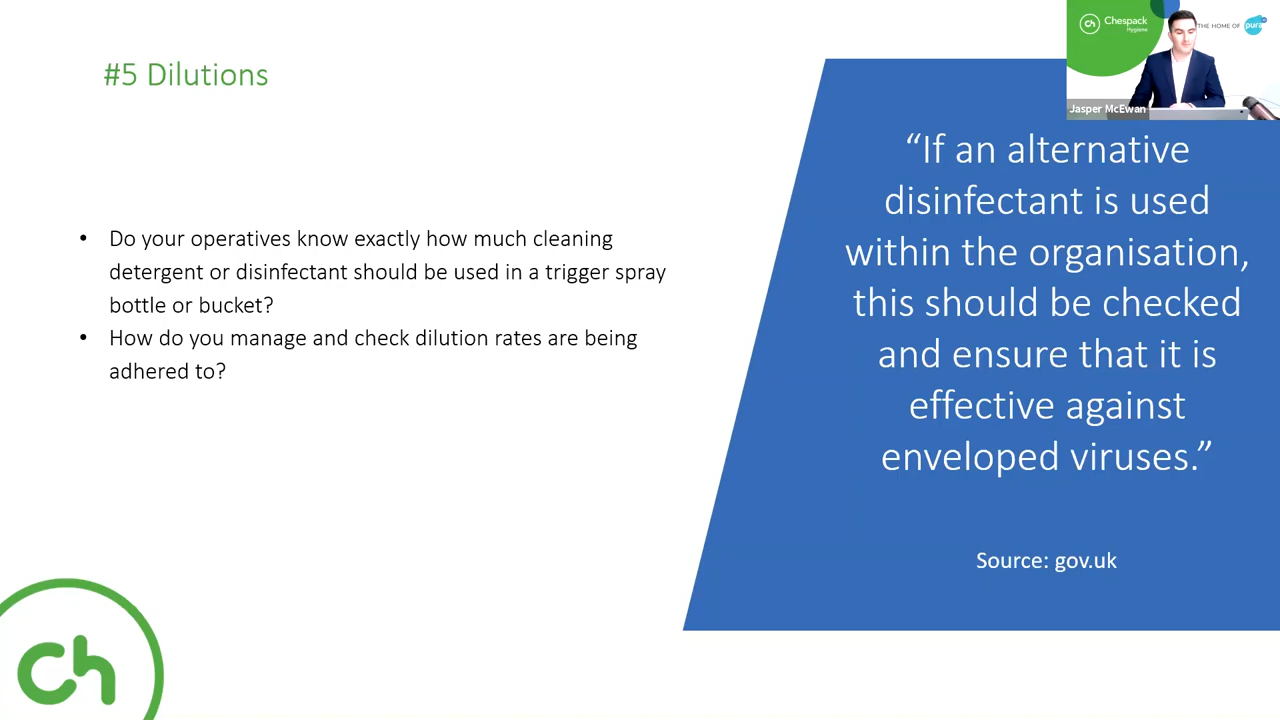 #5 Dilutions
• Do your operatives know exactly how much cleaning
detergent or disinfectant should be used in a trigger spray
bottle or bucket?
• How do you manage and check dilution rates are being
adhered to?
“If an alternative
disinfectant is used
within the organisation,
this should be checked
and ensure that it is
effective against
enveloped viruses.”
Source: gov.uk
ch
Chespack
Hygiene
THE HOME OF
pura
Jasper McEwan
ch